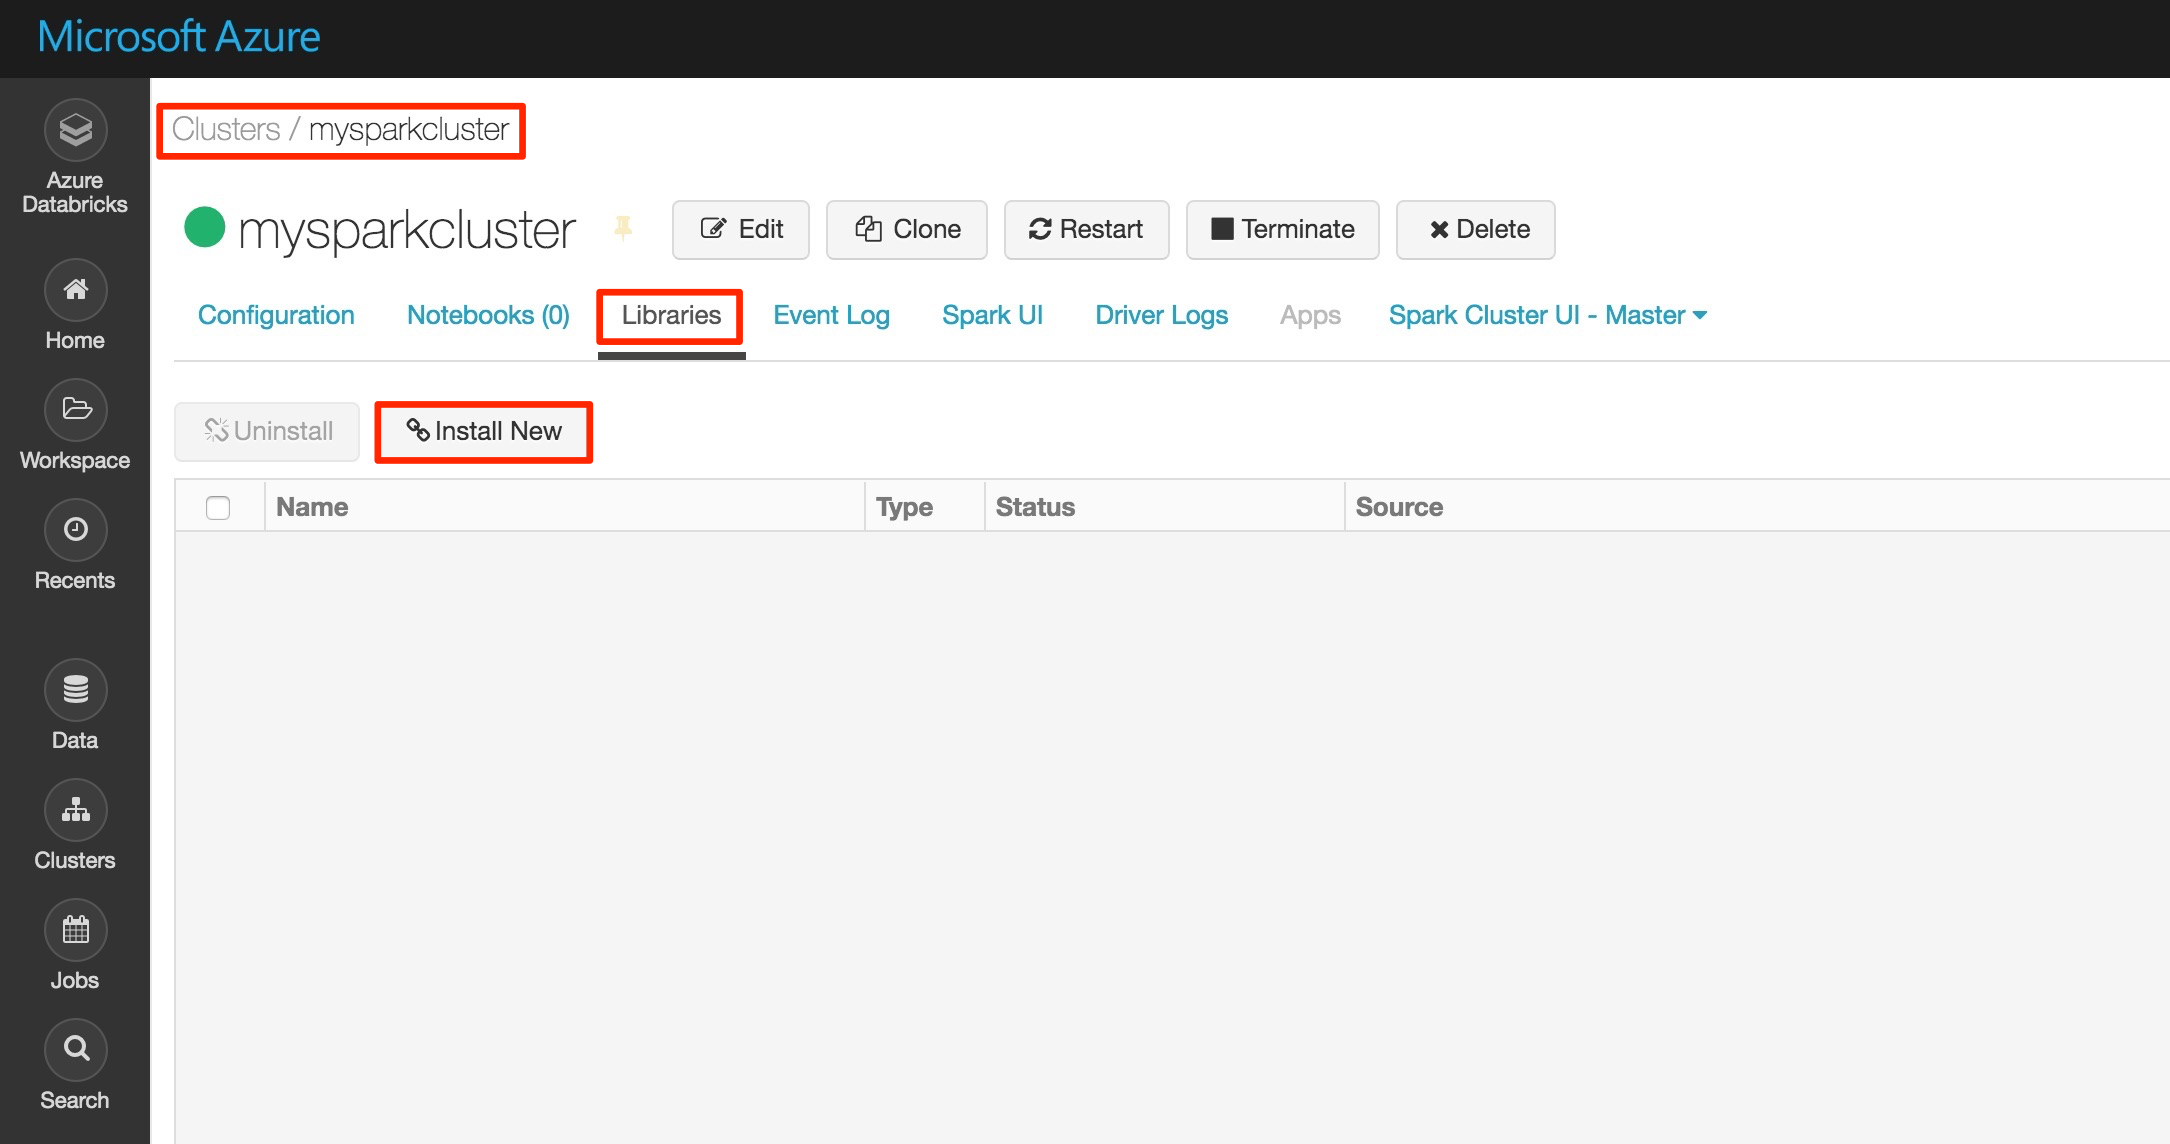 Microsoft Azure
Azure
Databricks
Home
Workspace
Recents
Data
Clusters
Jobs
Search
Clusters / mysparkcluster
mysparkcluster Edit Clone Restart Terminate Delete
Configuration Notebooks (0) Libraries Event Log Spark UI Driver Logs Apps Spark Cluster UI - Master
Uninstall Install New
Name Type Status Source